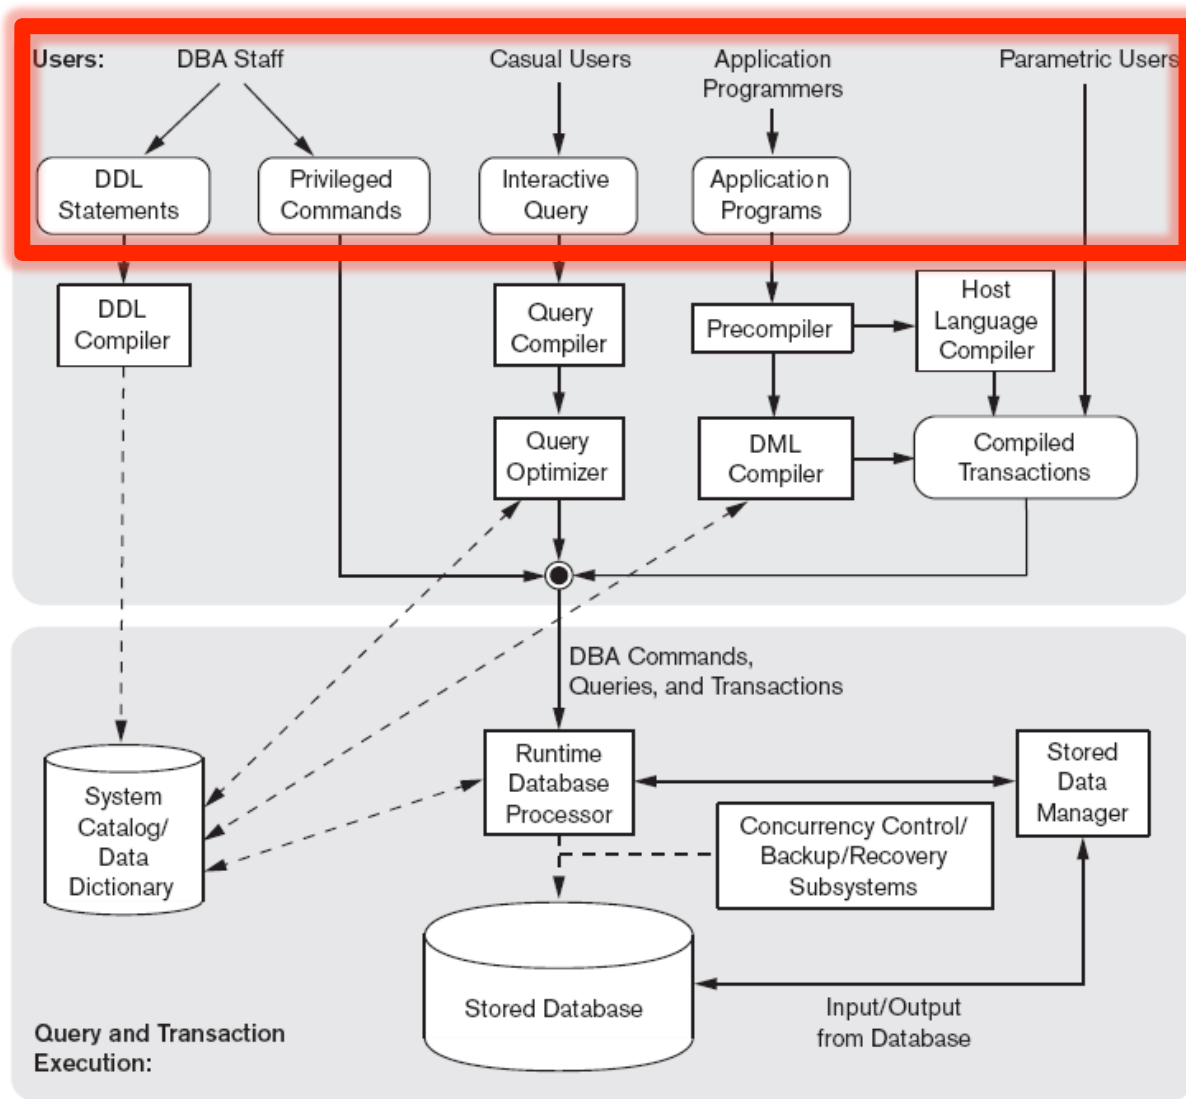 Users:
DBA Staff
Casual Users
Application
Programmers
Parametric Users
DDL
Statements
Privileged
Commands
Interactive
Query
Application
Programs
DDL
Compiler
Query
Compiler
Precompiler
Host
Language
Compiler
Query
Optimizer
DML
Compiler
Compiled
Transactions
DBA Commands,
Queries, and Transactions
System
Catalog/
Data
Dictionary
Runtime
Database
Processor
Stored
Data
Manager
Concurrency Control/
Backup/Recovery
Subsystems
Stored Database
Input/Output
from Database
Query and Transaction
Execution: